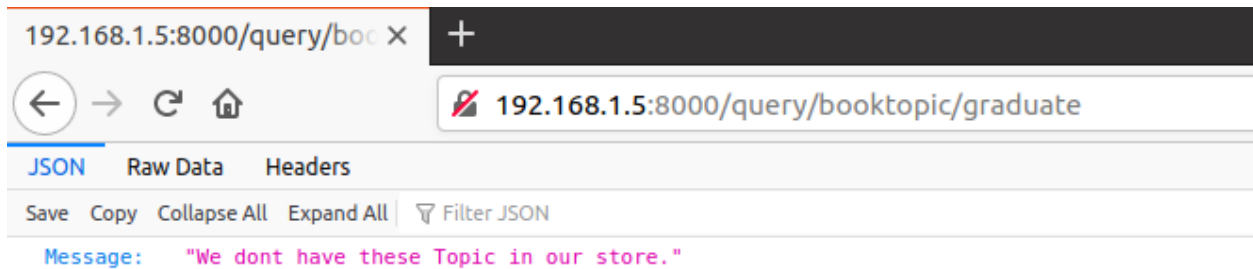 192.168.1.5:8000/query/boo
192.168.1.5:8000/query/booktopic/graduate
JSON Raw Data Headers
Save Copy Collapse All Expand All Filter JSON
Message: "We dont have these Topic in our store."